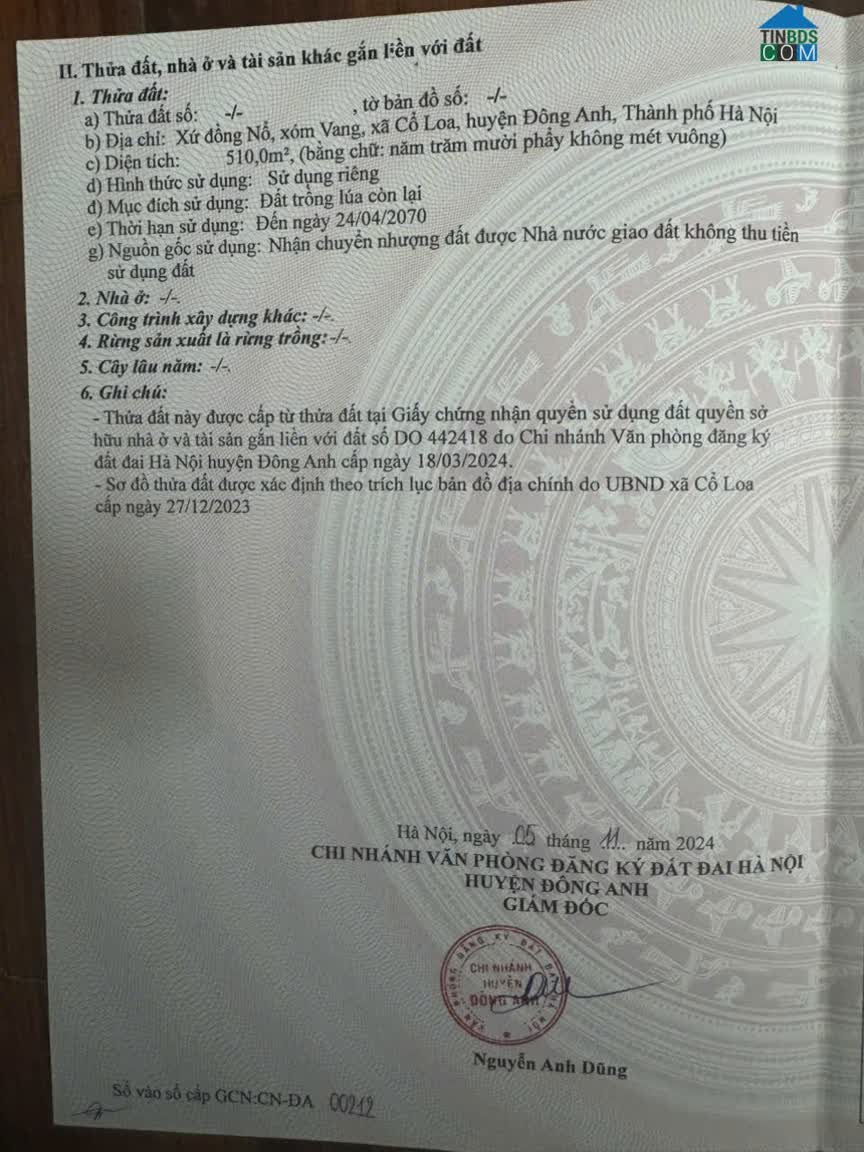 TINBDS
COM
II. Thửa đất, nhà ở và tài sản khác gắn liền với đất
1. Thửa đất:
a) Thửa đất số: -/- , tờ bản đồ số: -/-
b) Địa chỉ: Xứ đồng Nỗ, xóm Vang, xã Cổ Loa, huyện Đông Anh, Thành phố Hà Nội
c) Diện tích: 510,0m², (bằng chữ: năm trăm mười phẩy không mét vuông)
d) Hình thức sử dụng: Sử dụng riêng
đ) Mục đích sử dụng: Đất trồng lúa còn lại
e) Thời hạn sử dụng: Đến ngày 24/04/2070
g) Nguồn gốc sử dụng: Nhận chuyển nhượng đất được Nhà nước giao đất không thu tiền
sử dụng đất
2. Nhà ở: -/-.
3. Công trình xây dựng khác: -/-.
4. Rừng sản xuất là rừng trồng: -/-.
5. Cây lâu năm: -/-.
6. Ghi chú:
- Thửa đất này được cấp từ thửa đất tại Giấy chứng nhận quyền sử dụng đất quyền sở
hữu nhà ở và tài sản gắn liền với đất số DO 442418 do Chi nhánh Văn phòng đăng ký
đất đai Hà Nội huyện Đông Anh cấp ngày 18/03/2024.
- Sơ đồ thửa đất được xác định theo trích lục bản đồ địa chính do UBND xã Cổ Loa
cấp ngày 27/12/2023
Hà Nội, ngày 05 tháng 11.. năm 2024
CHI NHÁNH VĂN PHÒNG ĐĂNG KÝ ĐẤT ĐAI HÀ NỘI
HUYỆN ĐÔNG ANH
GIÁM ĐỐC
VĂN PHÒNG ĐĂNG KÝ ĐẤT ĐAI HÀ NỘI
CHI NHÁNH
HUYỆN
ĐÔNG ANH
Nguyễn Anh Dũng
Số vào sổ cấp GCN:CN-ĐA 00212